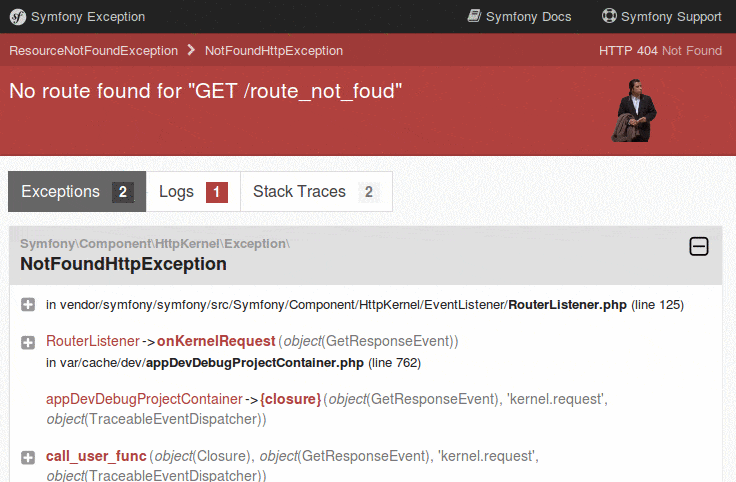 sf Symfony Exception Symfony Docs Symfony Support
ResourceNotFoundException NotFoundHttpException HTTP 404 Not Found
No route found for "GET /route_not_foud"
Exceptions 2 Logs 1 Stack Traces 2
Symfony\Component\HttpKernel\Exception\
NotFoundHttpException
in vendor/symfony/symfony/src/Symfony/Component/HttpKernel/EventListener/RouterListener.php (line 125)
RouterListener->onKernelRequest(object(GetResponseEvent))
in var/cache/dev/appDevDebugProjectContainer.php (line 762)
appDevDebugProjectContainer->{closure}(object(GetResponseEvent), 'kernel.request',
object(TraceableEventDispatcher))
call_user_func(object(Closure), object(GetResponseEvent), 'kernel.request',
object(TraceableEventDispatcher))